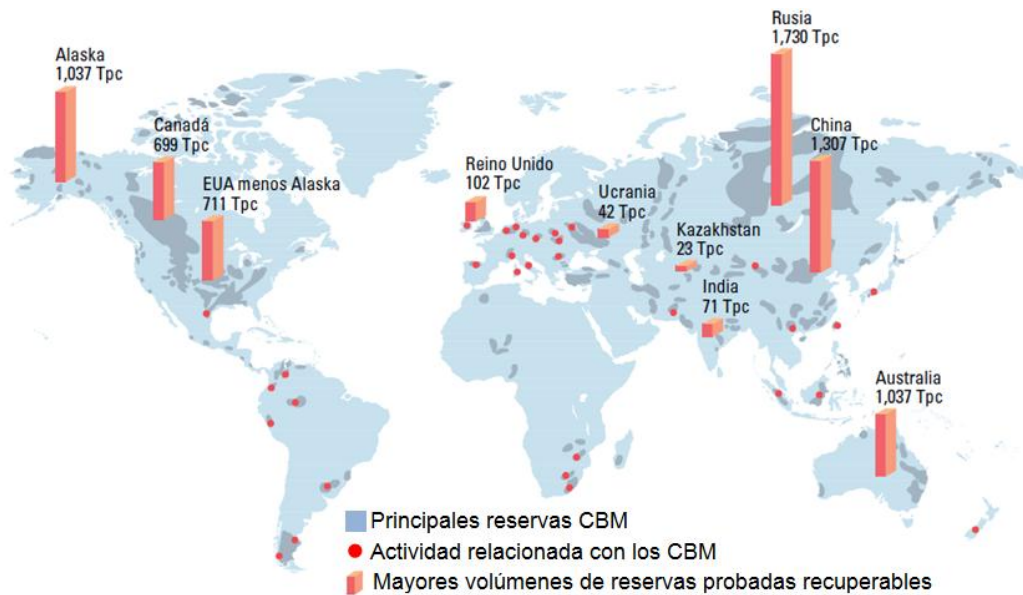 Alaska
1,037 Tpc
Canadá
699 Tpc
EUA menos Alaska
711 Tpc
Reino Unido
102 Tpc
Ucrania
42 Tpc
Kazakhstan
23 Tpc
India
71 Tpc
Rusia
1,730 Tpc
China
1,307 Tpc
Australia
1,037 Tpc
Principales reservas CBM
Actividad relacionada con los CBM
Mayores volúmenes de reservas probadas recuperables